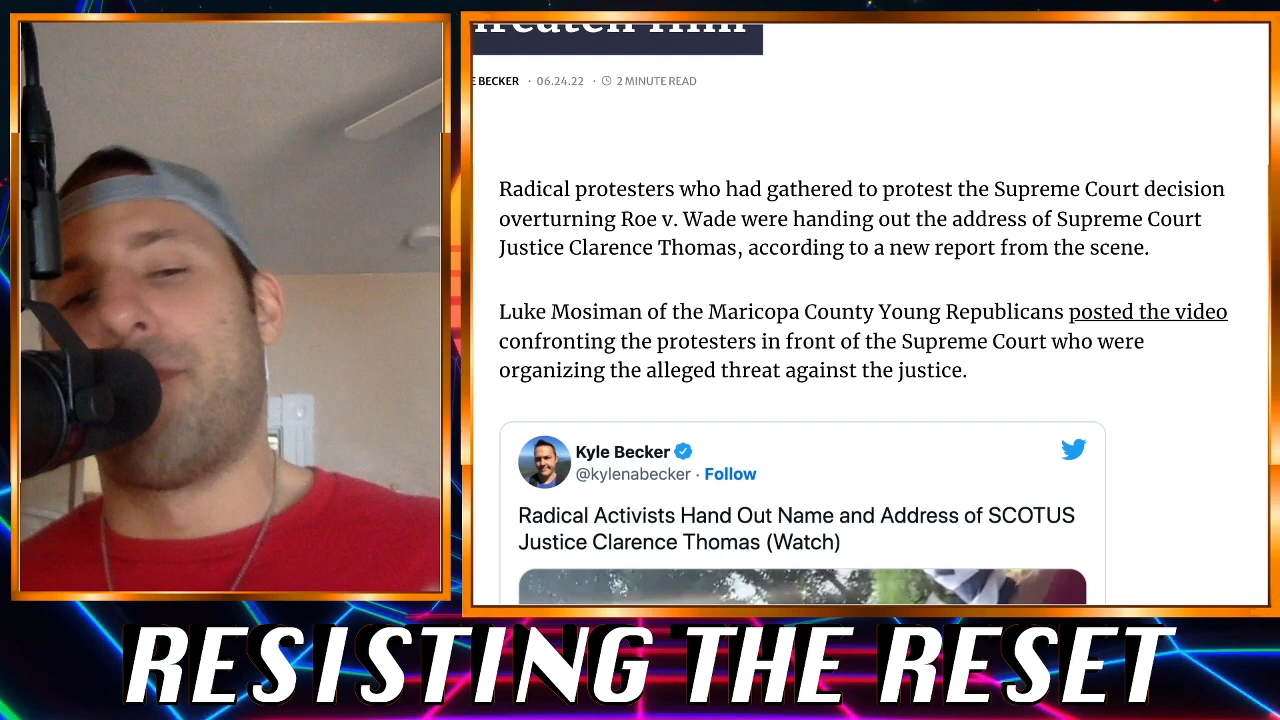 E BECKER · 06.24.22 · 2 MINUTE READ
Radical protesters who had gathered to protest the Supreme Court decision
overturning Roe v. Wade were handing out the address of Supreme Court
Justice Clarence Thomas, according to a new report from the scene.
Luke Mosiman of the Maricopa County Young Republicans posted the video
confronting the protesters in front of the Supreme Court who were
organizing the alleged threat against the justice.
Kyle Becker
@kylenabecker · Follow
Radical Activists Hand Out Name and Address of SCOTUS
Justice Clarence Thomas (Watch)
RESISTING THE RESET